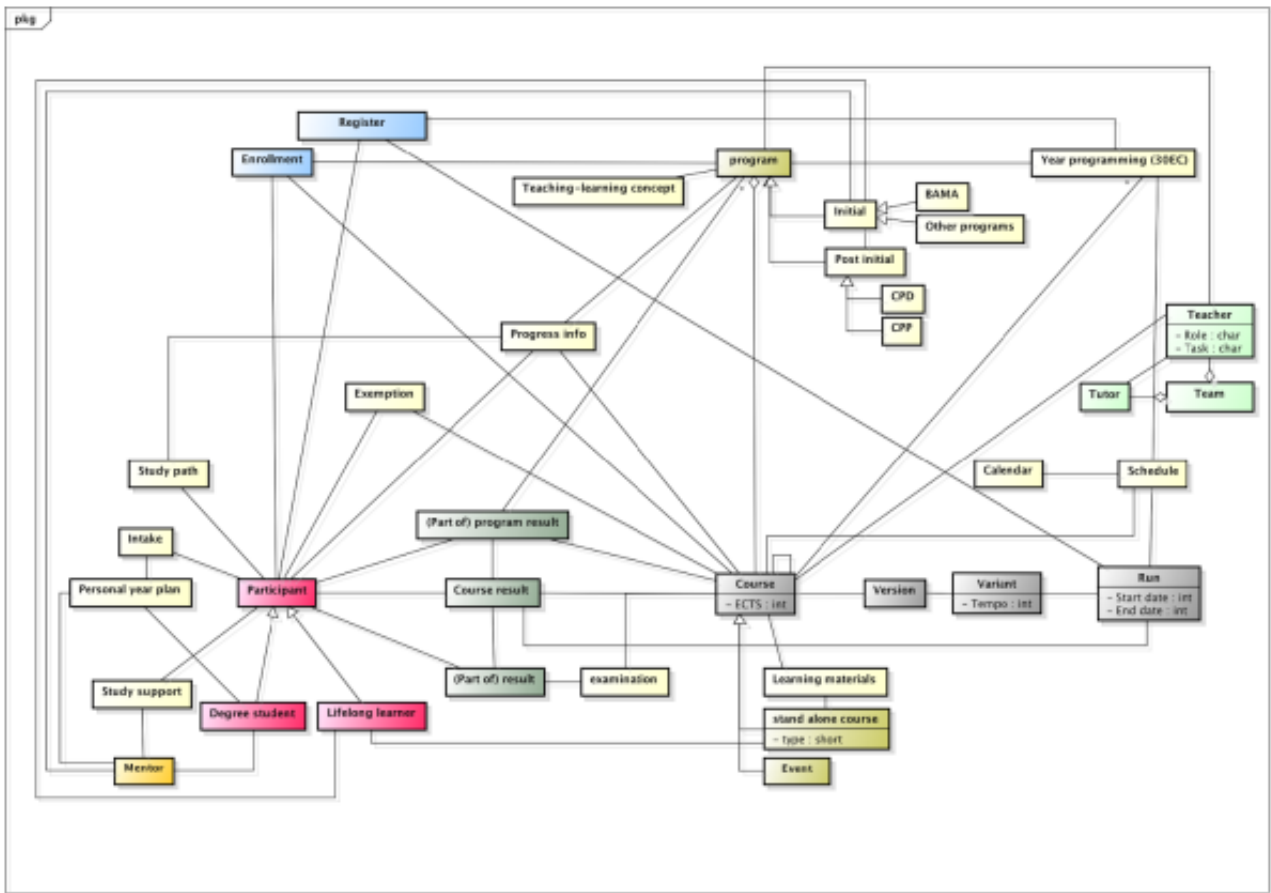 pkg
Register
Enrollment
program
Year programming (30EC)
Teaching-learning concept
BAMA
Initial
Other programs
Post initial
CPD
CPP
Teacher
- Role : char
- Task : char
Progress info
Exemption
Tutor
Team
Study path
Calendar
Schedule
(Part of) program result
Intake
Personal year plan
Participant
Course result
Course
- ECTS : int
Version
Variant
- Tempo : int
Run
- Start date : int
- End date : int
Study support
(Part of) result
examination
Learning materials
Degree student
Lifelong learner
stand alone course
- type : short
Mentor
Event